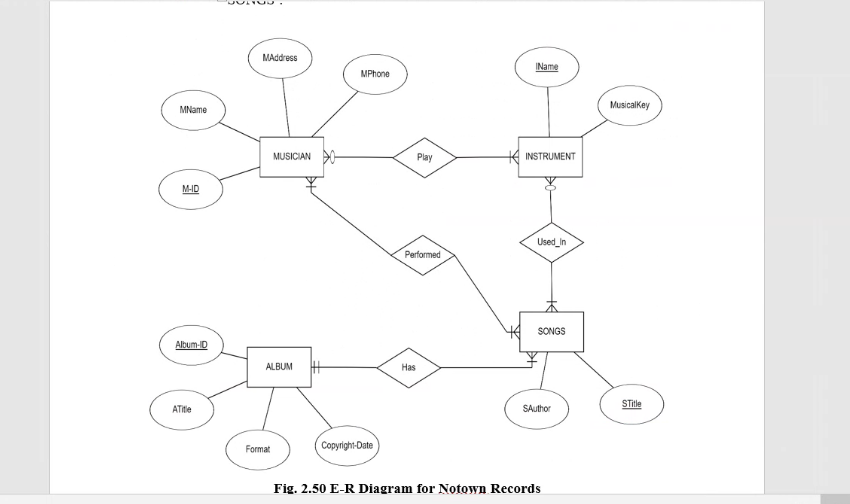 "SONGS".
MAddress
MPhone
IName
MName
MusicalKey
MUSICIAN
Play
INSTRUMENT
M-ID
Used_In
Performed
SONGS
Album-ID
ALBUM
Has
ATitle
SAuthor
STitle
Format
Copyright-Date
Fig. 2.50 E-R Diagram for Notown Records